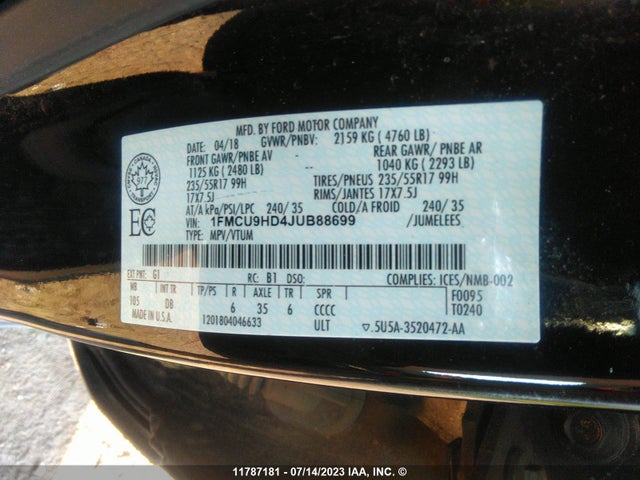 MFD. BY FORD MOTOR COMPANY
DATE: 04/18 GVWR/PNBV: 2159 KG ( 4760 LB)
FRONT GAWR/PNBE AV REAR GAWR/ PNBE AR
1125 KG ( 2480 LB) 1040 KG ( 2293 LB)
235/55R17 99H TIRES/PNEUS 235/55R17 99H
17X7.5J RIMS/JANTES 17X7.5J
AT/A kPa/PSI/LPC 240/ 35 COLD/A FROID 240/ 35
VIN: 1FMCU9HD4JUB88699 /JUMELEES
TYPE: MPV/VTUM
EC
EXT PNT: G1 RC: B1 DSO: COMPLIES: ICES/NMB-002
WB INT TR TP/PS R AXLE TR SPR F0095
105 DB 6 35 6 CCCC T0240
MADE IN U.S.A. 1201804046633 ULT 5U5A-3520472-AA
11787181 - 07/14/2023 IAA, INC. ©